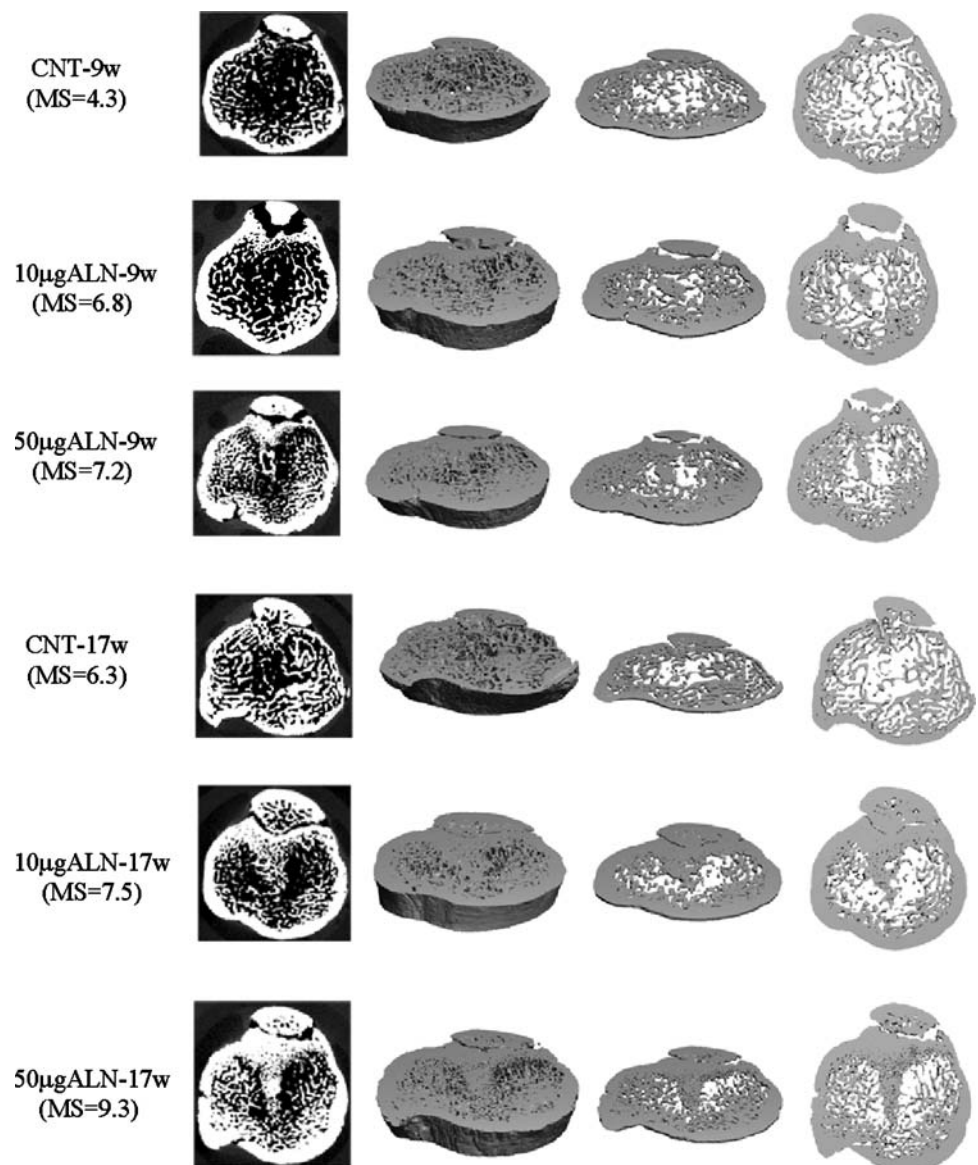 CNT-9w
(MS=4.3)
10μgALN-9w
(MS=6.8)
50μgALN-9w
(MS=7.2)
CNT-17w
(MS=6.3)
10μgALN-17w
(MS=7.5)
50μgALN-17w
(MS=9.3)